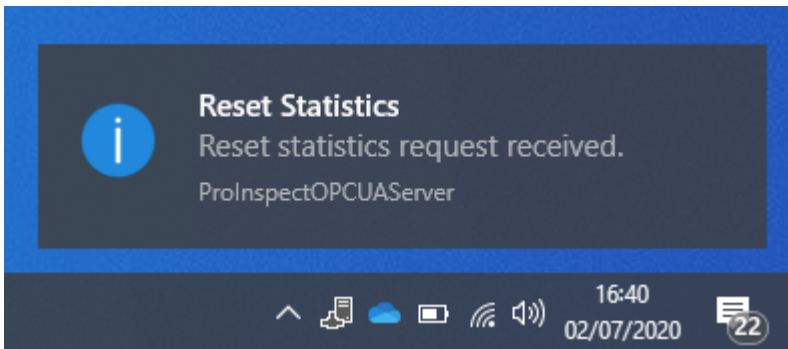 Reset Statistics
Reset statistics request received.
ProInspectOPCUAServer
16:40
02/07/2020
22